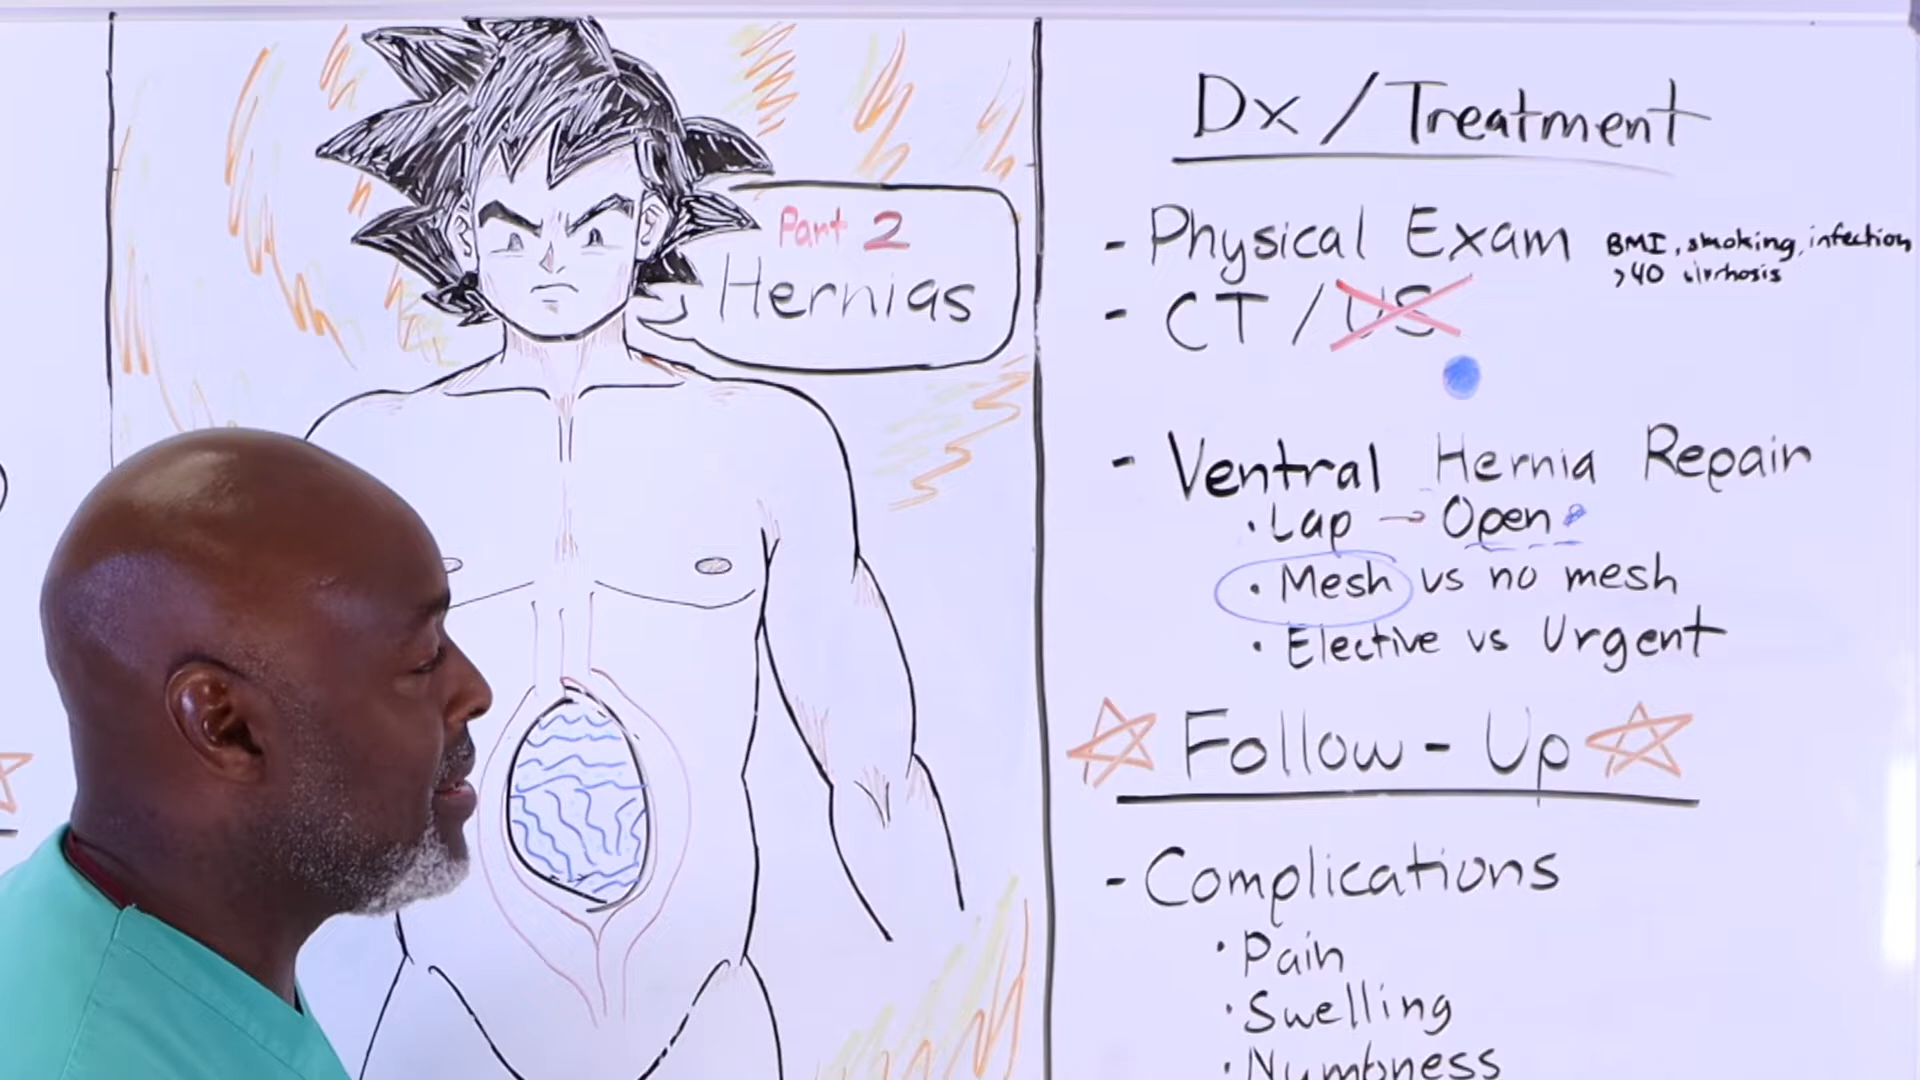 Part 2
Hernias
Dx / Treatment
- Physical Exam BMI, smoking, infection
>40 cirrhosis
- CT / US
- Ventral Hernia Repair
• Lap → Open
• Mesh vs no mesh
• Elective vs Urgent
Follow - Up
- Complications
• Pain
• Swelling
• Numbness